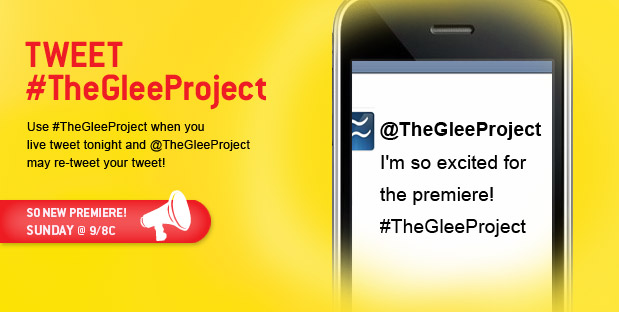 TWEET
#TheGleeProject
Use #TheGleeProject when you
live tweet tonight and @TheGleeProject
may re-tweet your tweet!
SO NEW PREMIERE!
SUNDAY @ 9/8C
@TheGleeProject
I'm so excited for
the premiere!
#TheGleeProject